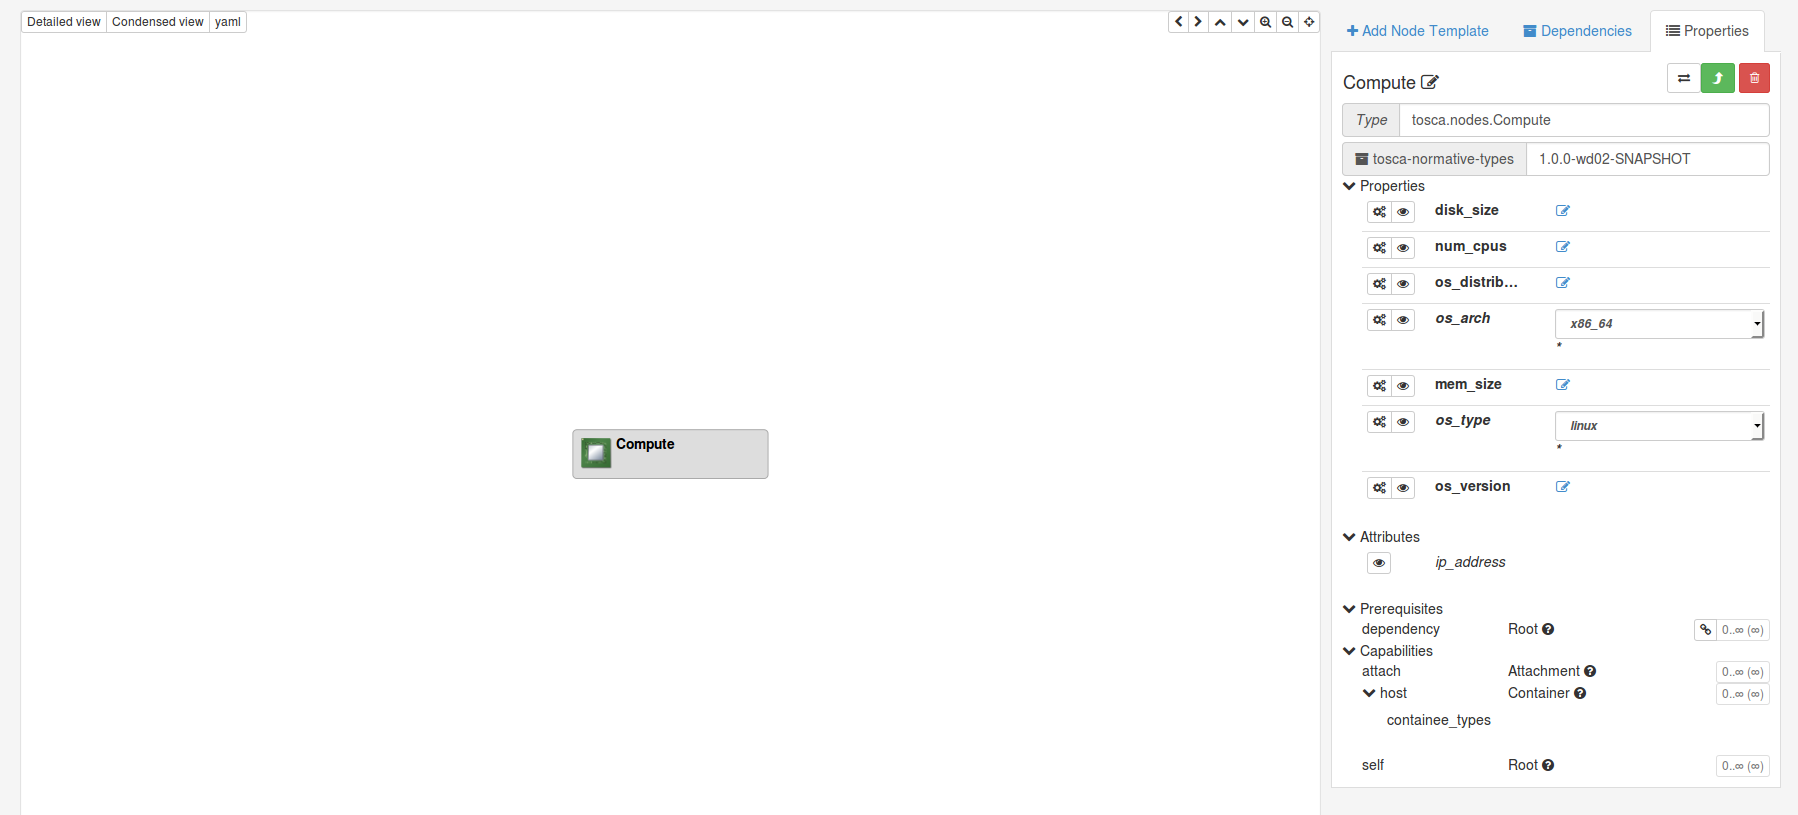 Detailed view Condensed view yaml
Add Node Template Dependencies Properties
Compute
Type tosca.nodes.Compute
tosca-normative-types 1.0.0-wd02-SNAPSHOT
Properties
disk_size
num_cpus
os_distrib...
os_arch x86_64
*
mem_size
os_type linux
*
os_version
Attributes
ip_address
Prerequisites
dependency Root 0..∞ (∞)
Capabilities
attach Attachment 0..∞ (∞)
host Container 0..∞ (∞)
containee_types
self Root 0..∞ (∞)
Compute